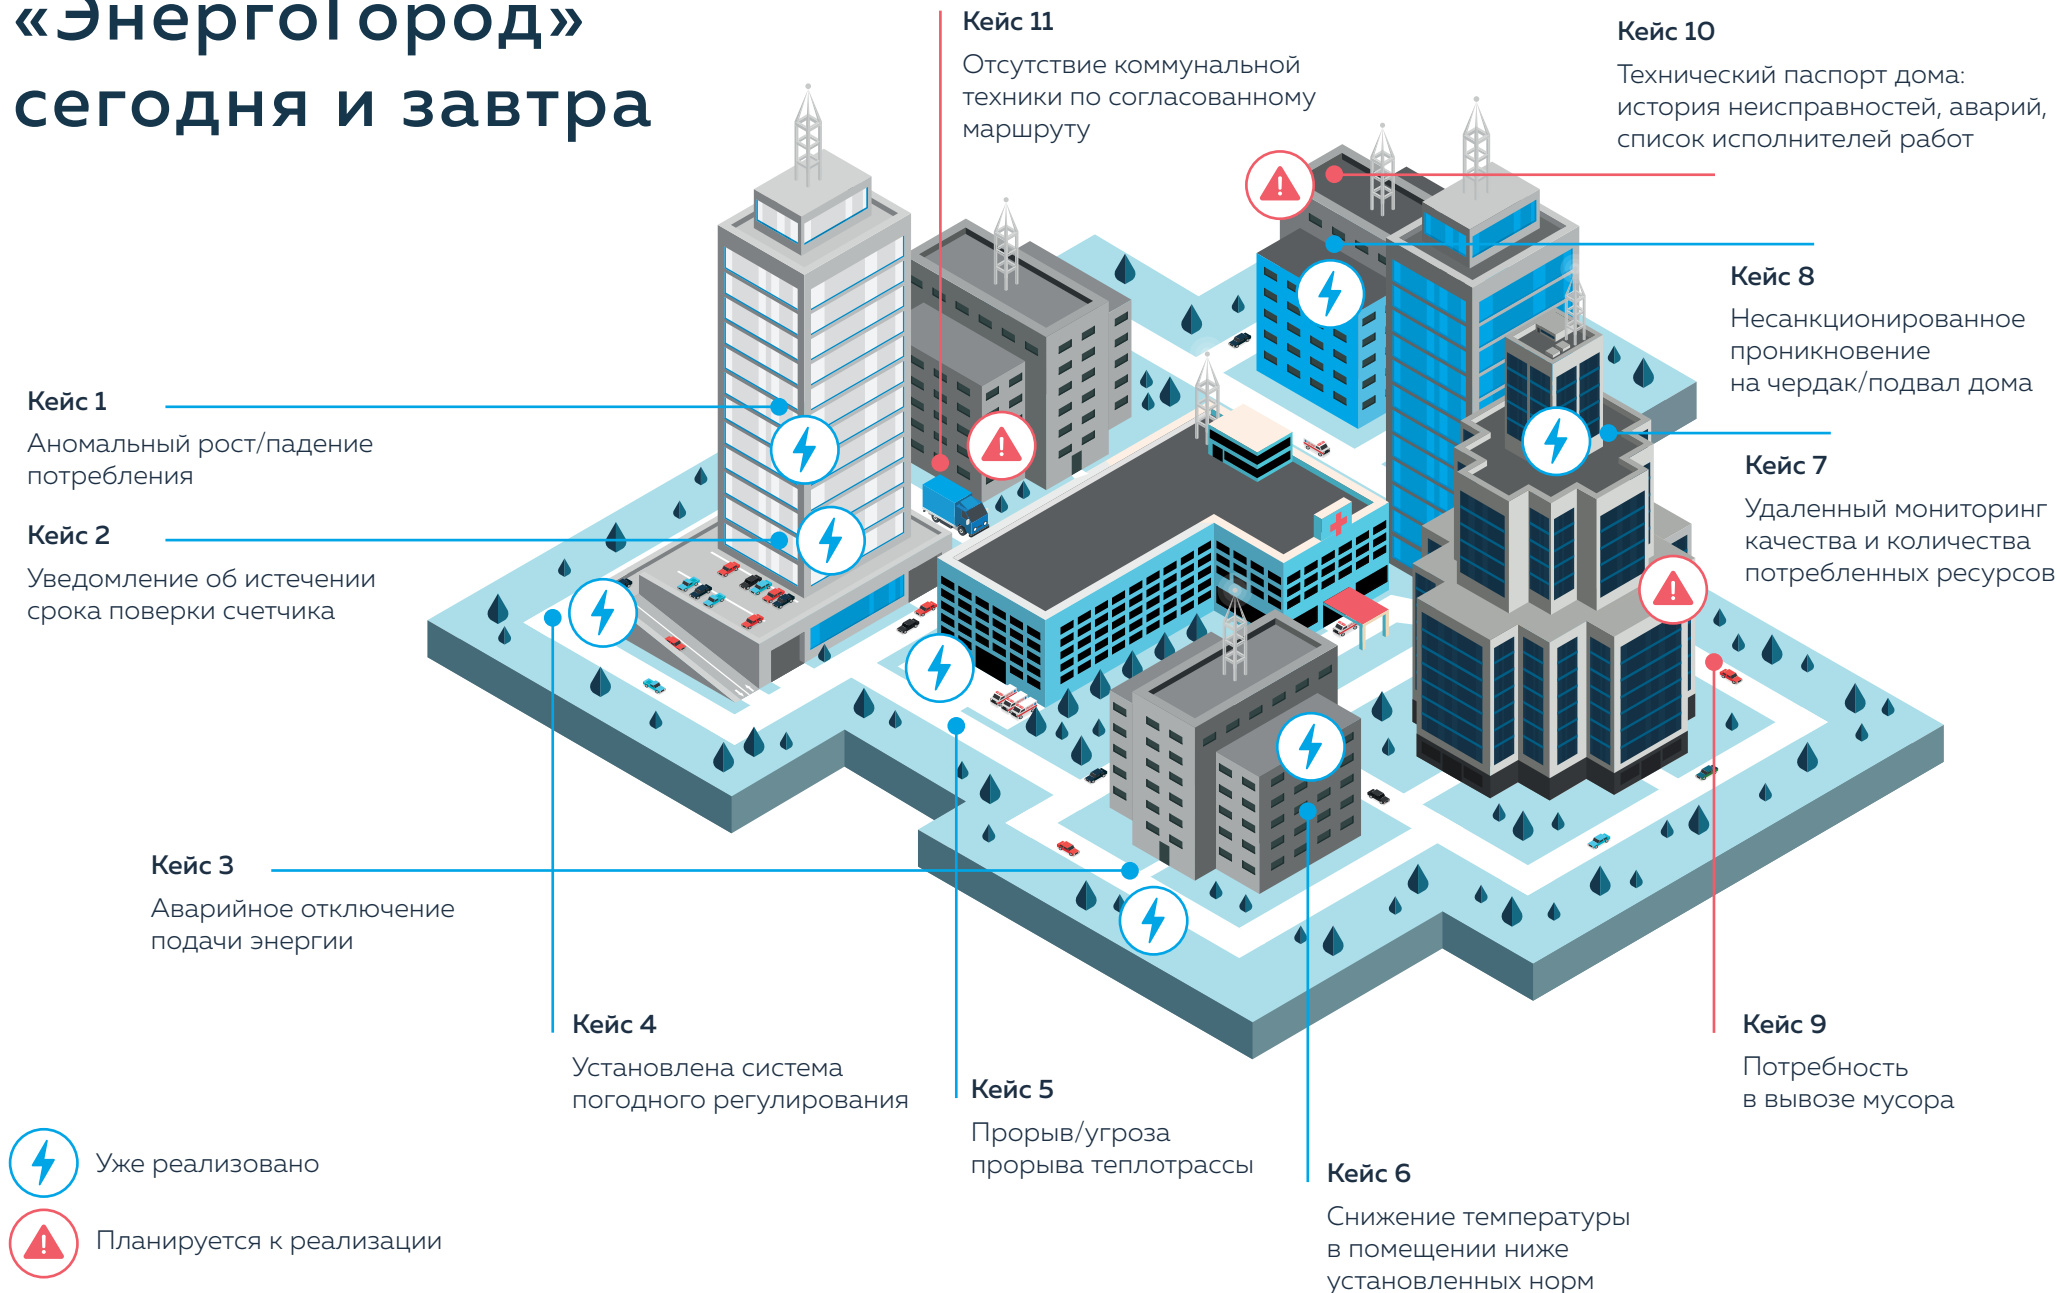 «ЭнергоГород»
сегодня и завтра
Кейс 11
Отсутствие коммунальной
техники по согласованному
маршруту
Кейс 10
Технический паспорт дома:
история неисправностей, аварий,
список исполнителей работ
Кейс 8
Несанкционированное
проникновение
на чердак/подвал дома
Кейс 7
Удаленный мониторинг
качества и количества
потребленных ресурсов
Кейс 1
Аномальный рост/падение
потребления
Кейс 2
Уведомление об истечении
срока поверки счетчика
Кейс 3
Аварийное отключение
подачи энергии
Кейс 4
Установлена система
погодного регулирования
Кейс 5
Прорыв/угроза
прорыва теплотрассы
Кейс 6
Снижение температуры
в помещении ниже
установленных норм
Кейс 9
Потребность
в вывозе мусора
Уже реализовано
Планируется к реализации